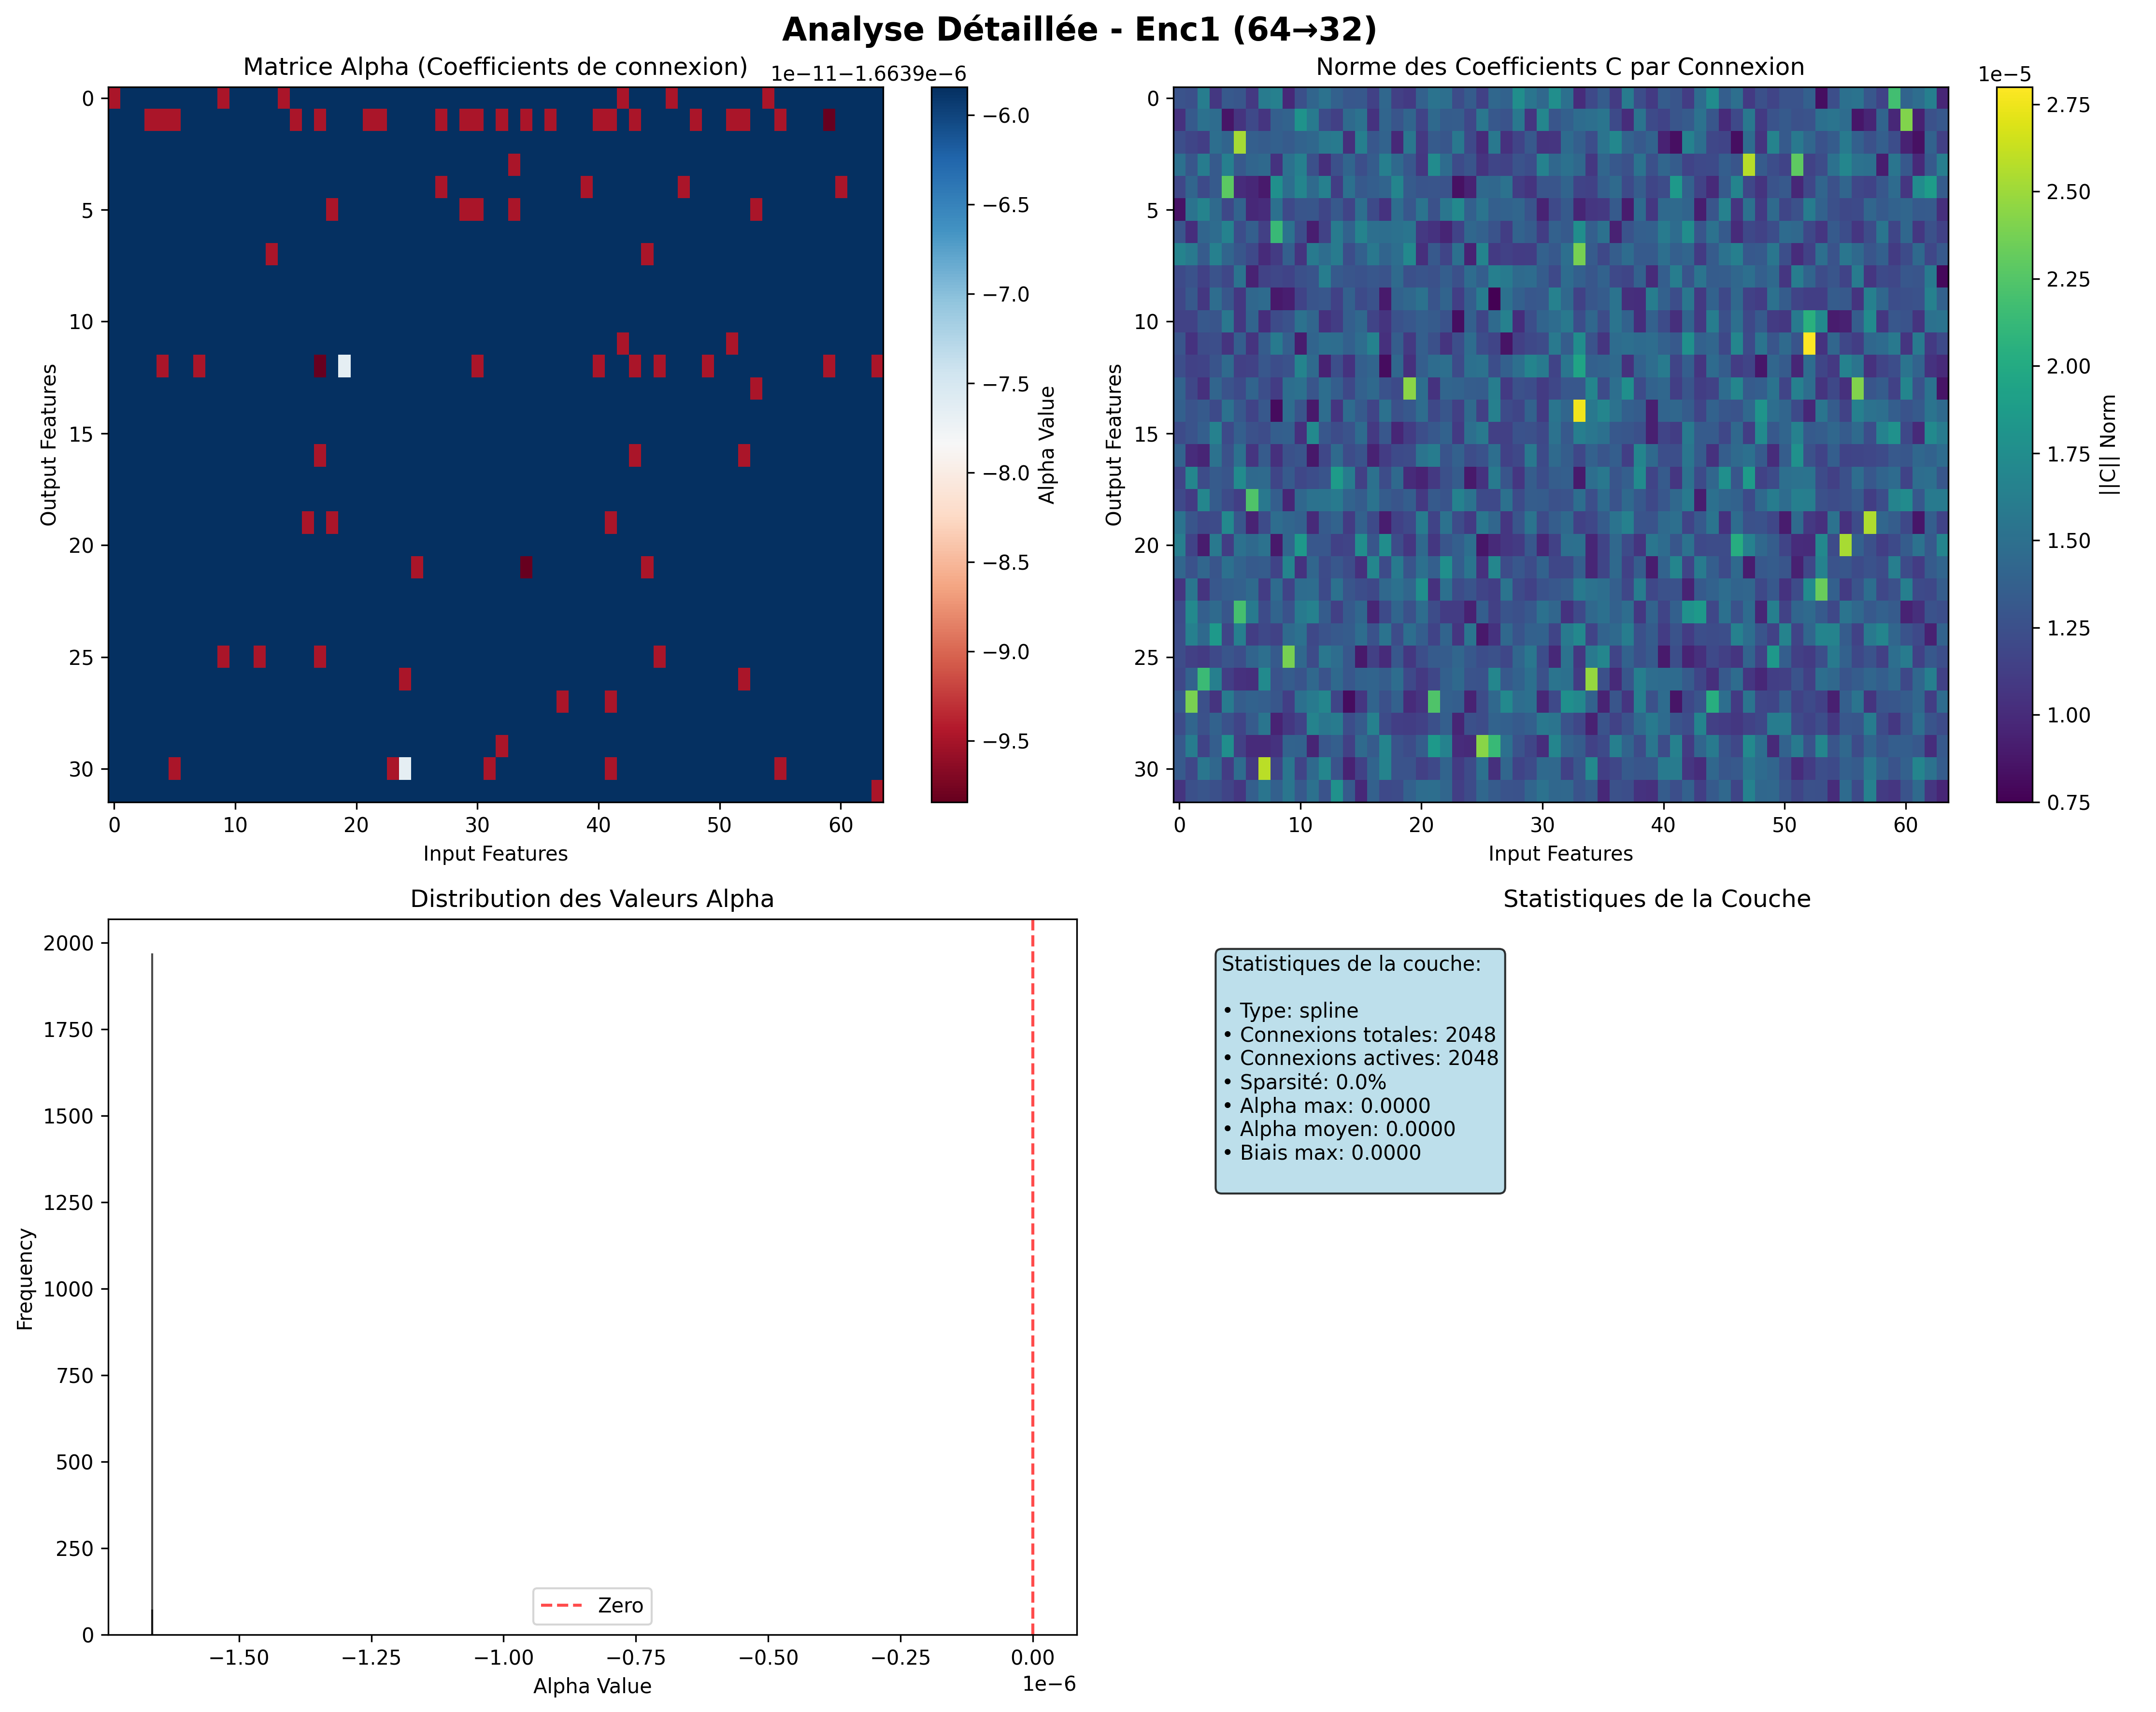 Analyse Détaillée - Enc1 (64→32)
Matrice Alpha (Coefficients de connexion)
1e−11−1.6639e−6
0
5
10
15
20
25
30
Output Features
0 10 20 30 40 50 60
Input Features
−6.0
−6.5
−7.0
−7.5
−8.0
−8.5
−9.0
−9.5
Alpha Value
Norme des Coefficients C par Connexion
1e−5
0
5
10
15
20
25
30
Output Features
0 10 20 30 40 50 60
Input Features
2.75
2.50
2.25
2.00
1.75
1.50
1.25
1.00
0.75
||C|| Norm
Distribution des Valeurs Alpha
2000
1750
1500
1250
1000
750
500
250
0
Frequency
Zero
−1.50 −1.25 −1.00 −0.75 −0.50 −0.25 0.00
1e−6
Alpha Value
Statistiques de la Couche
Statistiques de la couche:
• Type: spline
• Connexions totales: 2048
• Connexions actives: 2048
• Sparsité: 0.0%
• Alpha max: 0.0000
• Alpha moyen: 0.0000
• Biais max: 0.0000